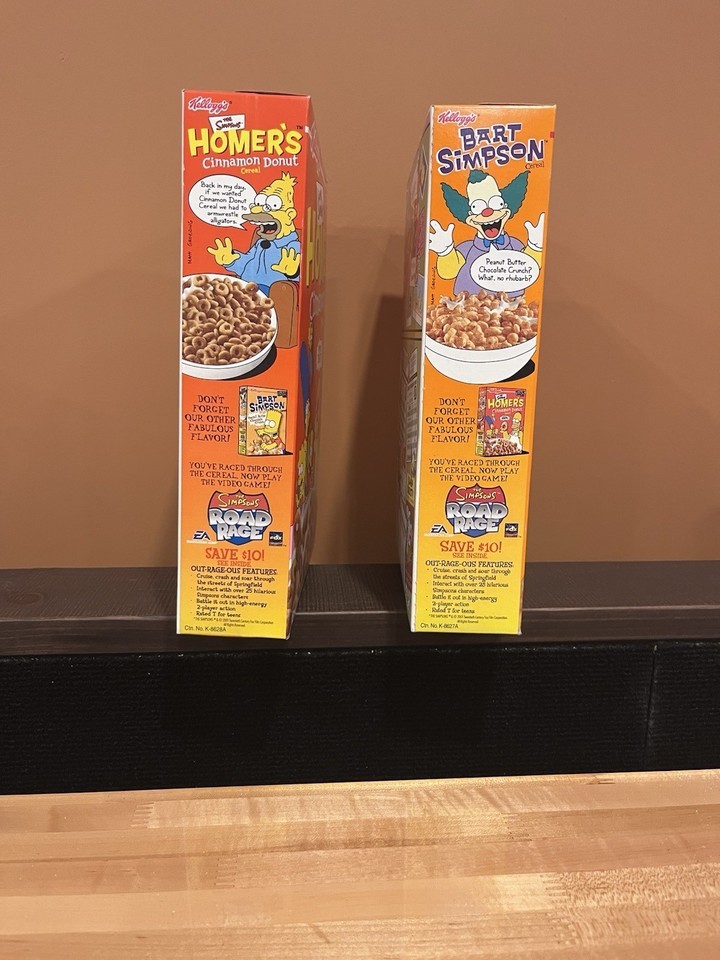 Kellogg's
THE
SIMPSONS
HOMER'S™
Cinnamon Donut
Cereal
Back in my day,
if we wanted
Cinnamon Donut
Cereal we had to
armwrestle
alligators.
MATT GROENING
DON'T
FORGET
OUR OTHER
FABULOUS
FLAVOR!
BART
SIMPSON
YOU'VE RACED THROUGH
THE CEREAL, NOW PLAY
THE VIDEO GAME!
THE
SIMPSONS
ROAD
RAGE
EA
SAVE $10!
SEE INSIDE
OUT-RAGE-OUS FEATURES:
· Cruise, crash and roar through
the streets of Springfield
· Interact with over 25 hilarious
Simpsons characters
· Battle it out in high-energy
2-player action
· Rated T for teens
Ctn. No. K-8628A
Kellogg's
BART
SIMPSON™
Cereal
Peanut Butter
Chocolate Crunch?
What, no rhubarb?
MATT GROENING
DON'T
FORGET
OUR OTHER
FABULOUS
FLAVOR!
HOMER'S
YOU'VE RACED THROUGH
THE CEREAL, NOW PLAY
THE VIDEO GAME!
THE
SIMPSONS
ROAD
RAGE
EA
SAVE $10!
SEE INSIDE
OUT-RAGE-OUS FEATURES:
· Cruise, crash and roar through
the streets of Springfield
· Interact with over 25 hilarious
Simpsons characters
· Battle it out in high-energy
2-player action
· Rated T for teens
Ctn. No. K-8627A